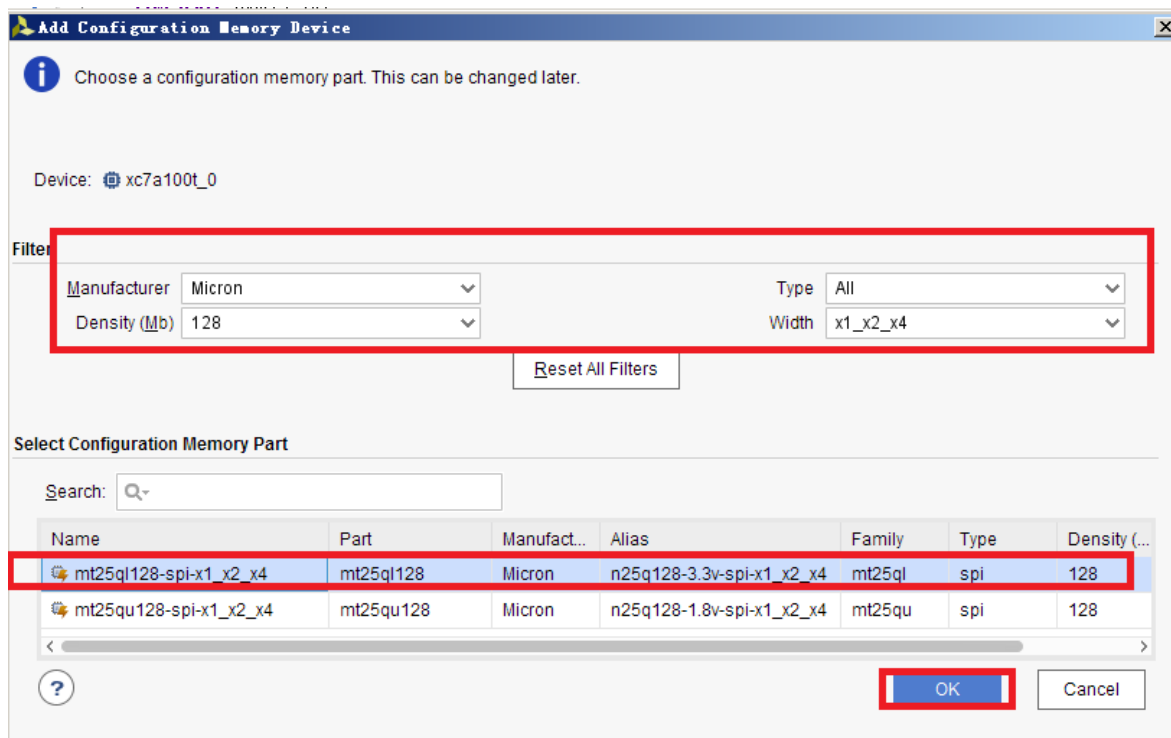 Add Configuration Memory Device
Choose a configuration memory part. This can be changed later.
Device: xc7a100t_0
Filter
Manufacturer Micron Type All
Density (Mb) 128 Width x1_x2_x4
Reset All Filters
Select Configuration Memory Part
Search:
Name Part Manufact... Alias Family Type Density (...
mt25ql128-spi-x1_x2_x4 mt25ql128 Micron n25q128-3.3v-spi-x1_x2_x4 mt25ql spi 128
mt25qu128-spi-x1_x2_x4 mt25qu128 Micron n25q128-1.8v-spi-x1_x2_x4 mt25qu spi 128
? OK Cancel